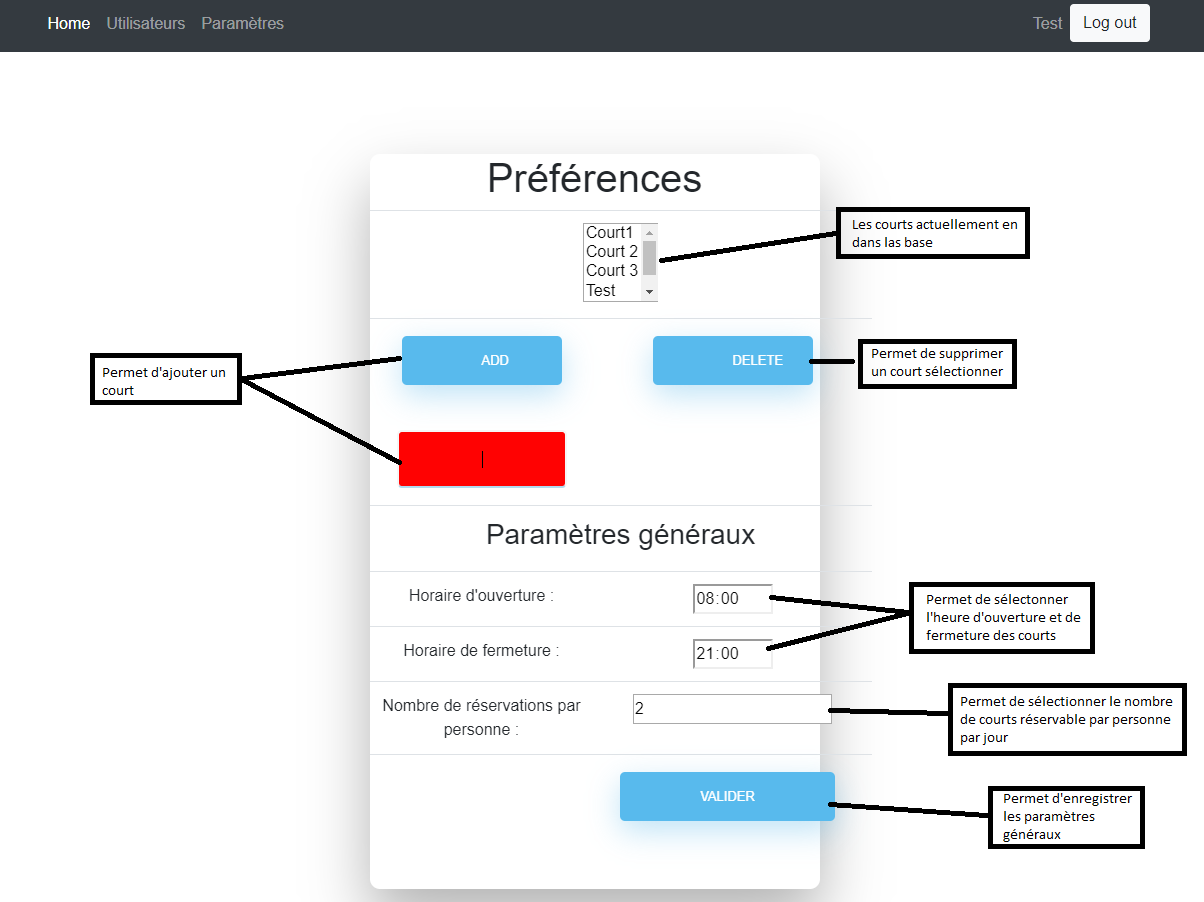 Home Utilisateurs Paramètres Test Log out
Préférences
Court1
Court 2
Court 3
Test
Les courts actuellement en
dans las base
ADD
DELETE
Permet d'ajouter un
court
Permet de supprimer
un court sélectionner
Paramètres généraux
Horaire d'ouverture :
08:00
Horaire de fermeture :
21:00
Permet de sélectonner
l'heure d'ouverture et de
fermeture des courts
Nombre de réservations par
personne :
2
Permet de sélectionner le nombre
de courts réservable par personne
par jour
VALIDER
Permet d'enregistrer
les paramètres
généraux